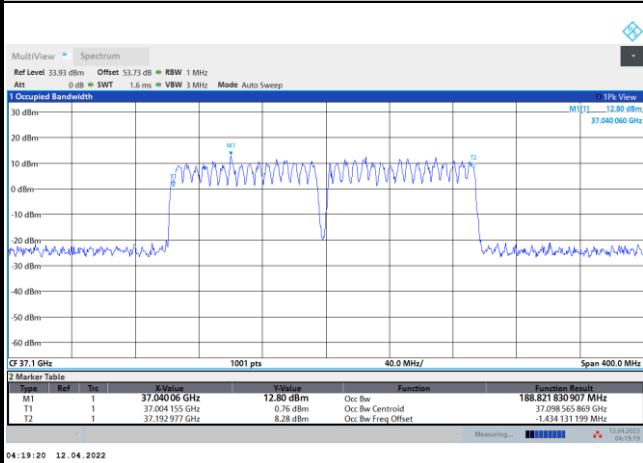 MultiView Spectrum
Ref Level 33.93 dBm Offset 53.73 dB RBW 1 MHz
Att 0 dB SWT 1.6 ms VBW 3 MHz Mode Auto Sweep
1 Occupied Bandwidth 1Pk View
M1[1] 12.80 dBm
37.040 060 GHz
30 dBm
20 dBm
M1
T2
10 dBm
T1
0 dBm
-10 dBm
-20 dBm
-30 dBm
-40 dBm
-50 dBm
-60 dBm
CF 37.1 GHz 1001 pts 40.0 MHz/ Span 400.0 MHz
2 Marker Table
Type Ref Trc X-Value Y-Value Function Function Result
M1 1 37.04006 GHz 12.80 dBm Occ Bw 188.821 830 907 MHz
T1 1 37.004 155 GHz 0.76 dBm Occ Bw Centroid 37.098 565 869 GHz
T2 1 37.192 977 GHz 8.28 dBm Occ Bw Freq Offset -1.434 131 199 MHz
Measuring... 12.04.2022
04:19:19
04:19:20 12.04.2022